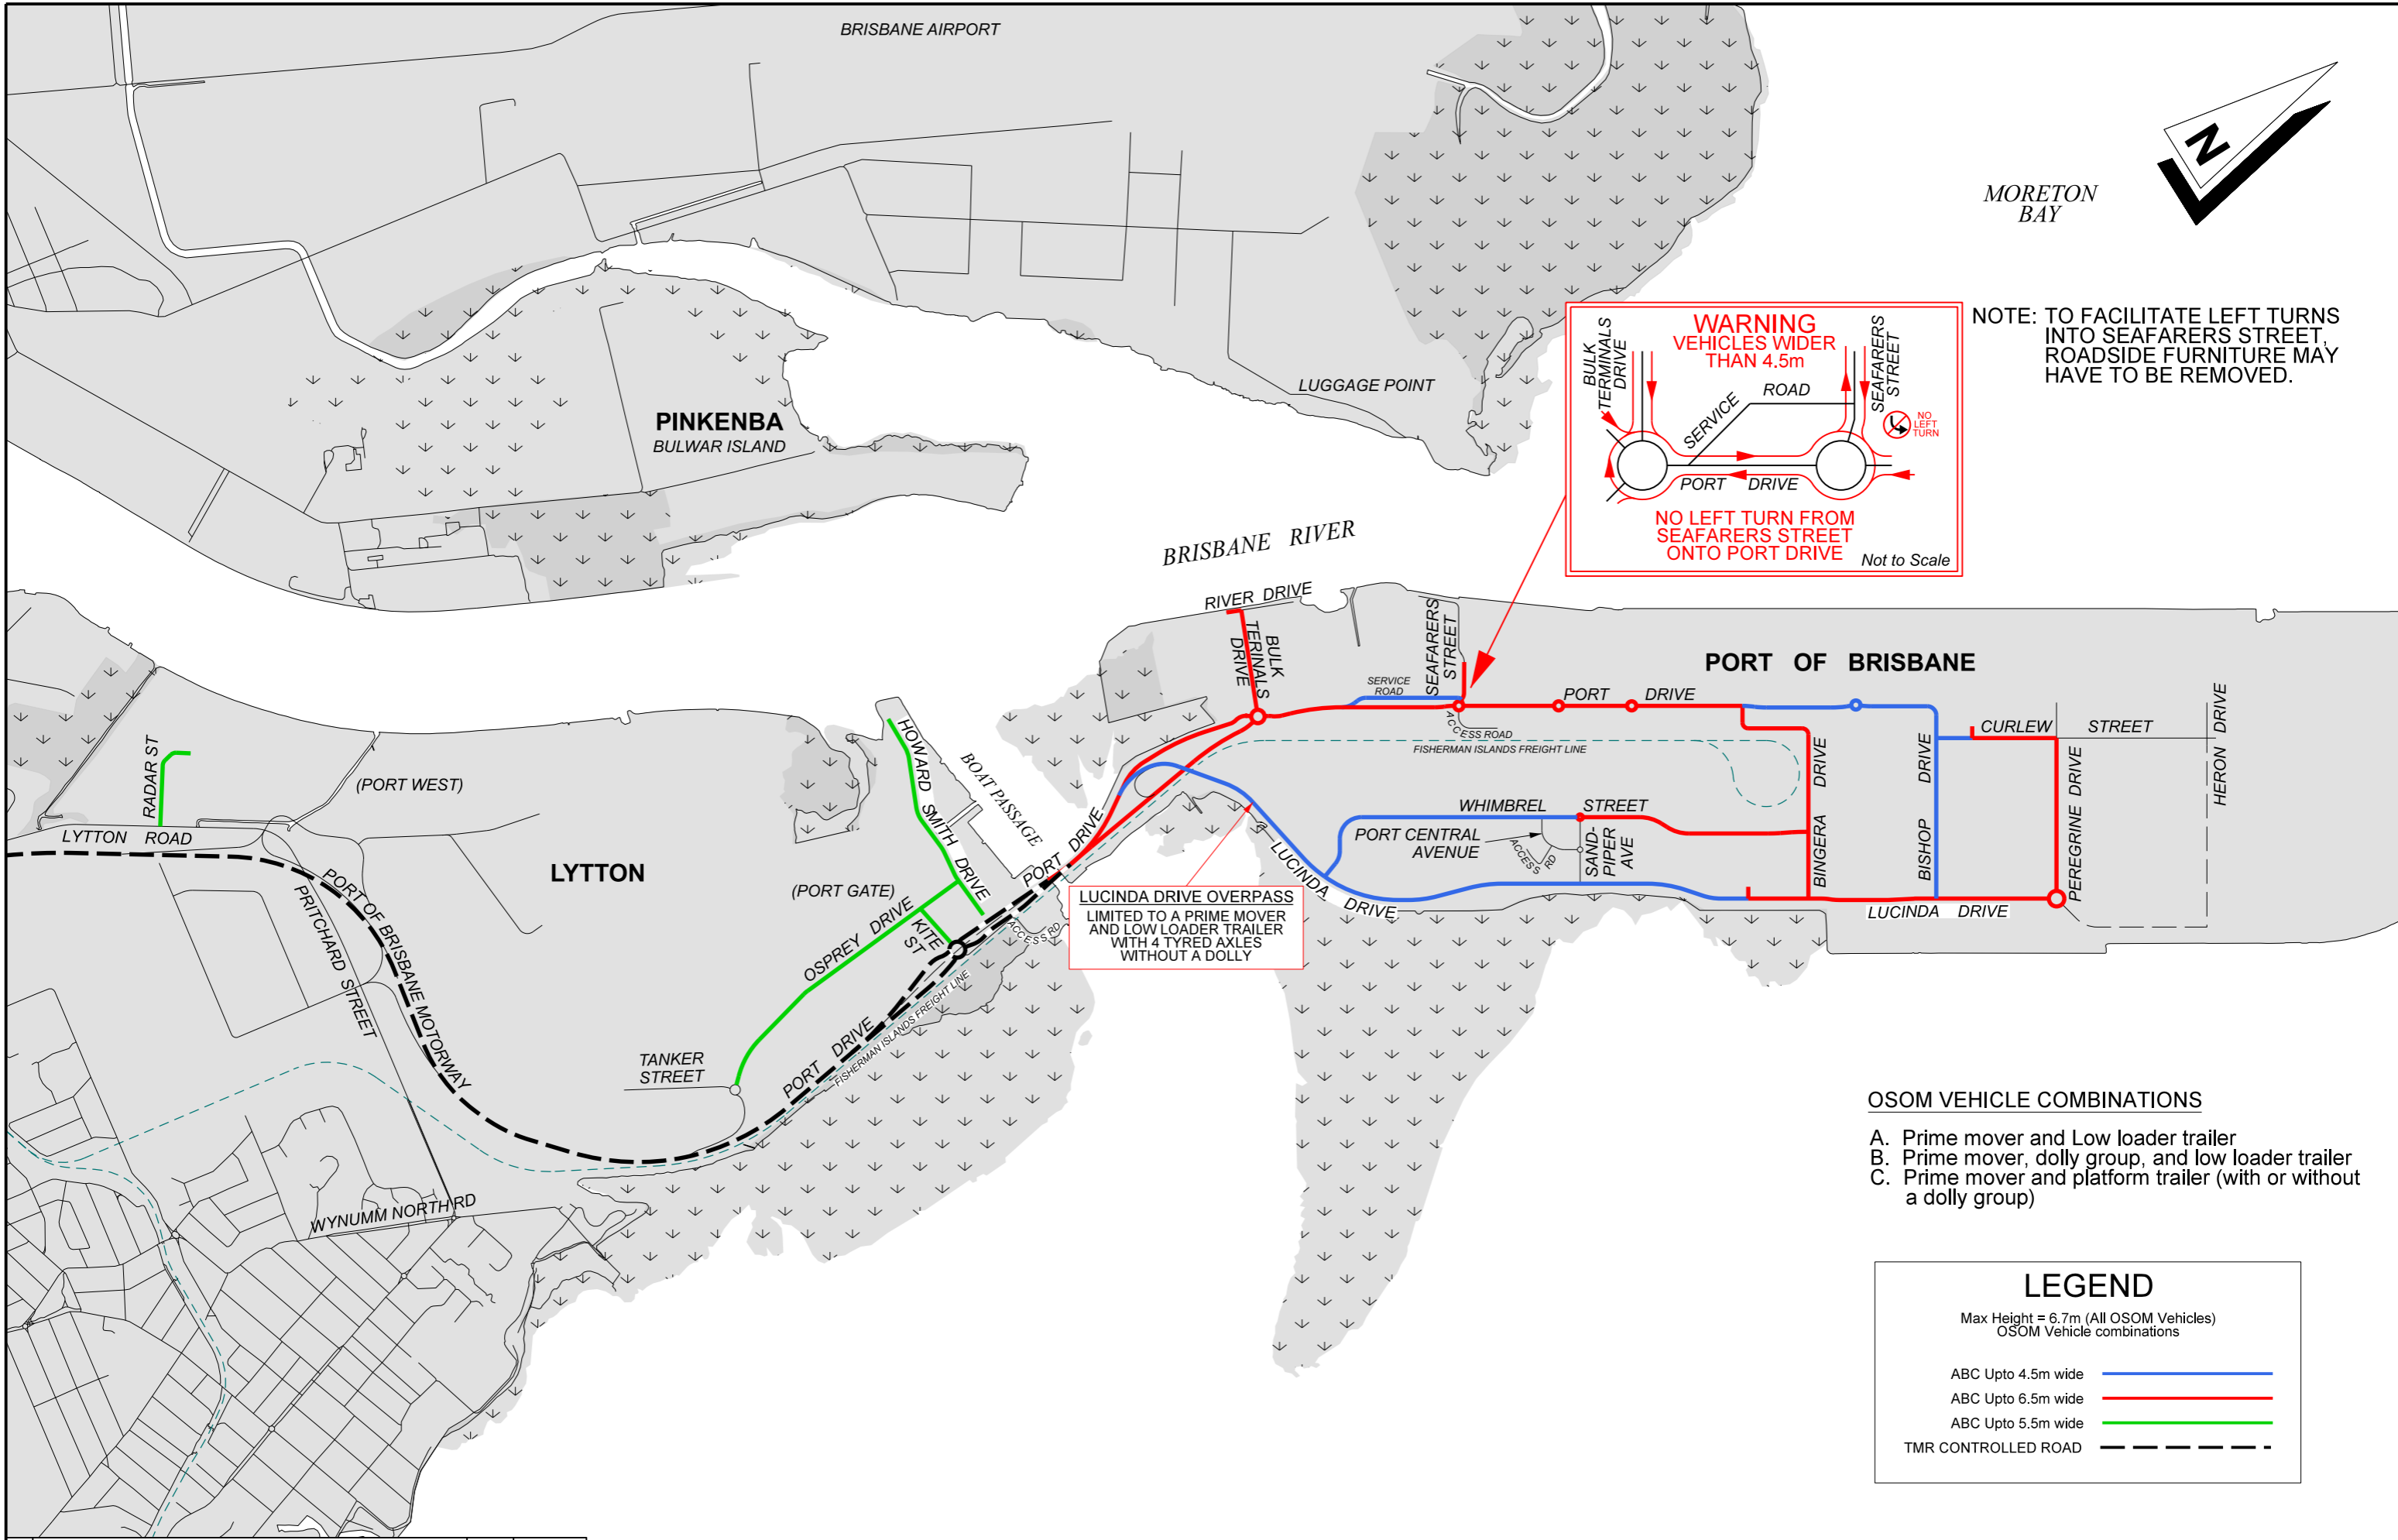 BRISBANE AIRPORT
N
MORETON
BAY
NOTE: TO FACILITATE LEFT TURNS
INTO SEAFARERS STREET,
ROADSIDE FURNITURE MAY
HAVE TO BE REMOVED.
WARNING
VEHICLES WIDER
THAN 4.5m
BULK
TERMINALS
DRIVE
SEAFARERS
STREET
SERVICE
ROAD
NO
LEFT
TURN
PORT DRIVE
NO LEFT TURN FROM
SEAFARERS STREET
ONTO PORT DRIVE
Not to Scale
LUGGAGE POINT
PINKENBA
BULWAR ISLAND
BRISBANE RIVER
RIVER DRIVE
BULK
TERINALS
DRIVE
SEAFARERS
STREET
SERVICE
ROAD
PORT DRIVE
PORT OF BRISBANE
ACCESS ROAD
FISHERMAN ISLANDS FREIGHT LINE
CURLEW STREET
HERON DRIVE
PEREGRINE DRIVE
BISHOP DRIVE
BINGERA DRIVE
WHIMBREL STREET
PORT CENTRAL
AVENUE
ACCESS RD
SAND-
PIPER
AVE
LUCINDA DRIVE
LUCINDA DRIVE
LUCINDA DRIVE OVERPASS
LIMITED TO A PRIME MOVER
AND LOW LOADER TRAILER
WITH 4 TYRED AXLES
WITHOUT A DOLLY
RADAR ST
(PORT WEST)
LYTTON ROAD
LYTTON
HOWARD SMITH DRIVE
BOAT PASSAGE
PORT DRIVE
(PORT GATE)
OSPREY DRIVE
KITE
ST
ACCESS RD
PORT OF BRISBANE MOTORWAY
PRITCHARD STREET
TANKER
STREET
PORT DRIVE
FISHERMAN ISLANDS FREIGHT LINE
WYNUMM NORTH RD
OSOM VEHICLE COMBINATIONS
A. Prime mover and Low loader trailer
B. Prime mover, dolly group, and low loader trailer
C. Prime mover and platform trailer (with or without
a dolly group)
LEGEND
Max Height = 6.7m (All OSOM Vehicles)
OSOM Vehicle combinations
ABC Upto 4.5m wide
ABC Upto 6.5m wide
ABC Upto 5.5m wide
TMR CONTROLLED ROAD